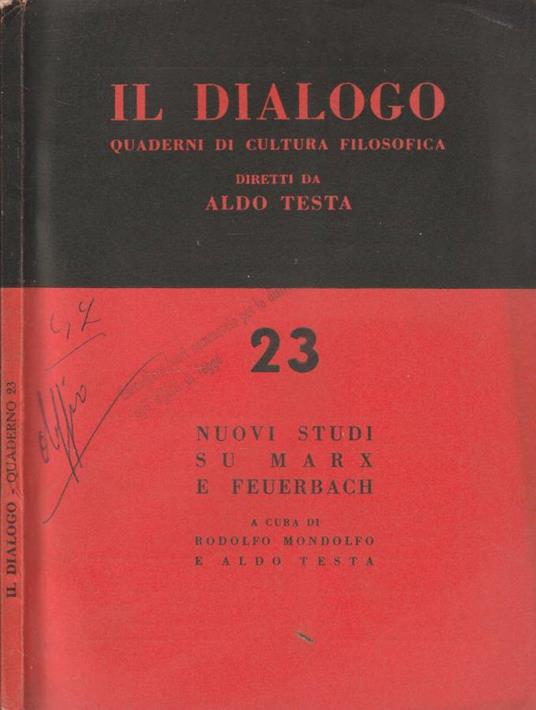 IL DIALOGO
QUADERNI DI CULTURA FILOSOFICA
DIRETTI DA
ALDO TESTA
23
NUOVI STUDI
SU MARX
E FEUERBACH
A CURA DI
RODOLFO MONDOLFO
E ALDO TESTA
IL DIALOGO - QUADERNO 23